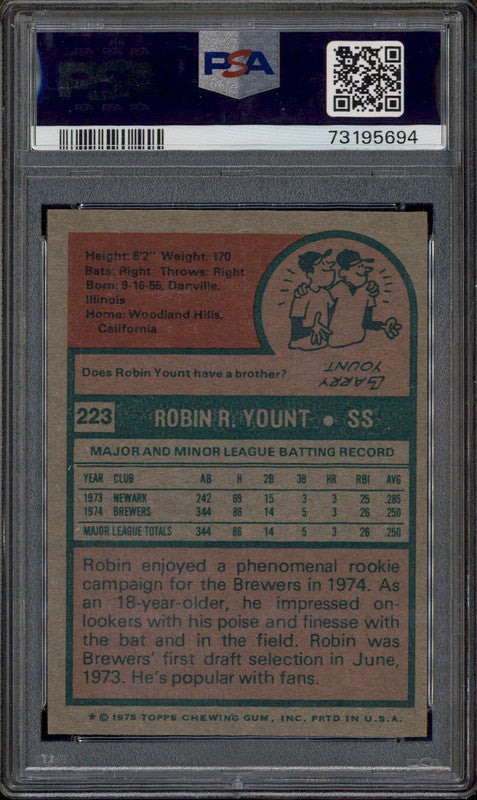 PSA
73195694
Height: 6'2" Weight: 170
Bats: Right Throws: Right
Born: 9-16-55, Danville,
Illinois
Home: Woodland Hills,
California
LARRY
YOUNT
Does Robin Yount have a brother?
223 ROBIN R. YOUNT • SS
MAJOR AND MINOR LEAGUE BATTING RECORD
YEAR CLUB AB H 2B 3B HR RBI AVG
1973 NEWARK 242 69 15 3 3 25 .285
1974 BREWERS 344 86 14 5 3 26 .250
MAJOR LEAGUE TOTALS 344 86 14 5 3 26 .250
Robin enjoyed a phenomenal rookie
campaign for the Brewers in 1974. As
an 18-year-older, he impressed on-
lookers with his poise and finesse with
the bat and in the field. Robin was
Brewers' first draft selection in June,
1973. He's popular with fans.
* © 1975 TOPPS CHEWING GUM, INC. PRTD IN U.S.A.